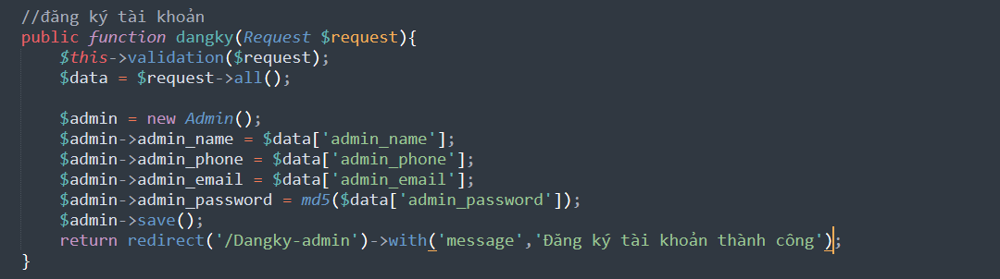 //đăng ký tài khoản
public function dangky(Request $request){
$this->validation($request);
$data = $request->all();
$admin = new Admin();
$admin->admin_name = $data['admin_name'];
$admin->admin_phone = $data['admin_phone'];
$admin->admin_email = $data['admin_email'];
$admin->admin_password = md5($data['admin_password']);
$admin->save();
return redirect('/Dangky-admin')->with('message','Đăng ký tài khoản thành công');
}